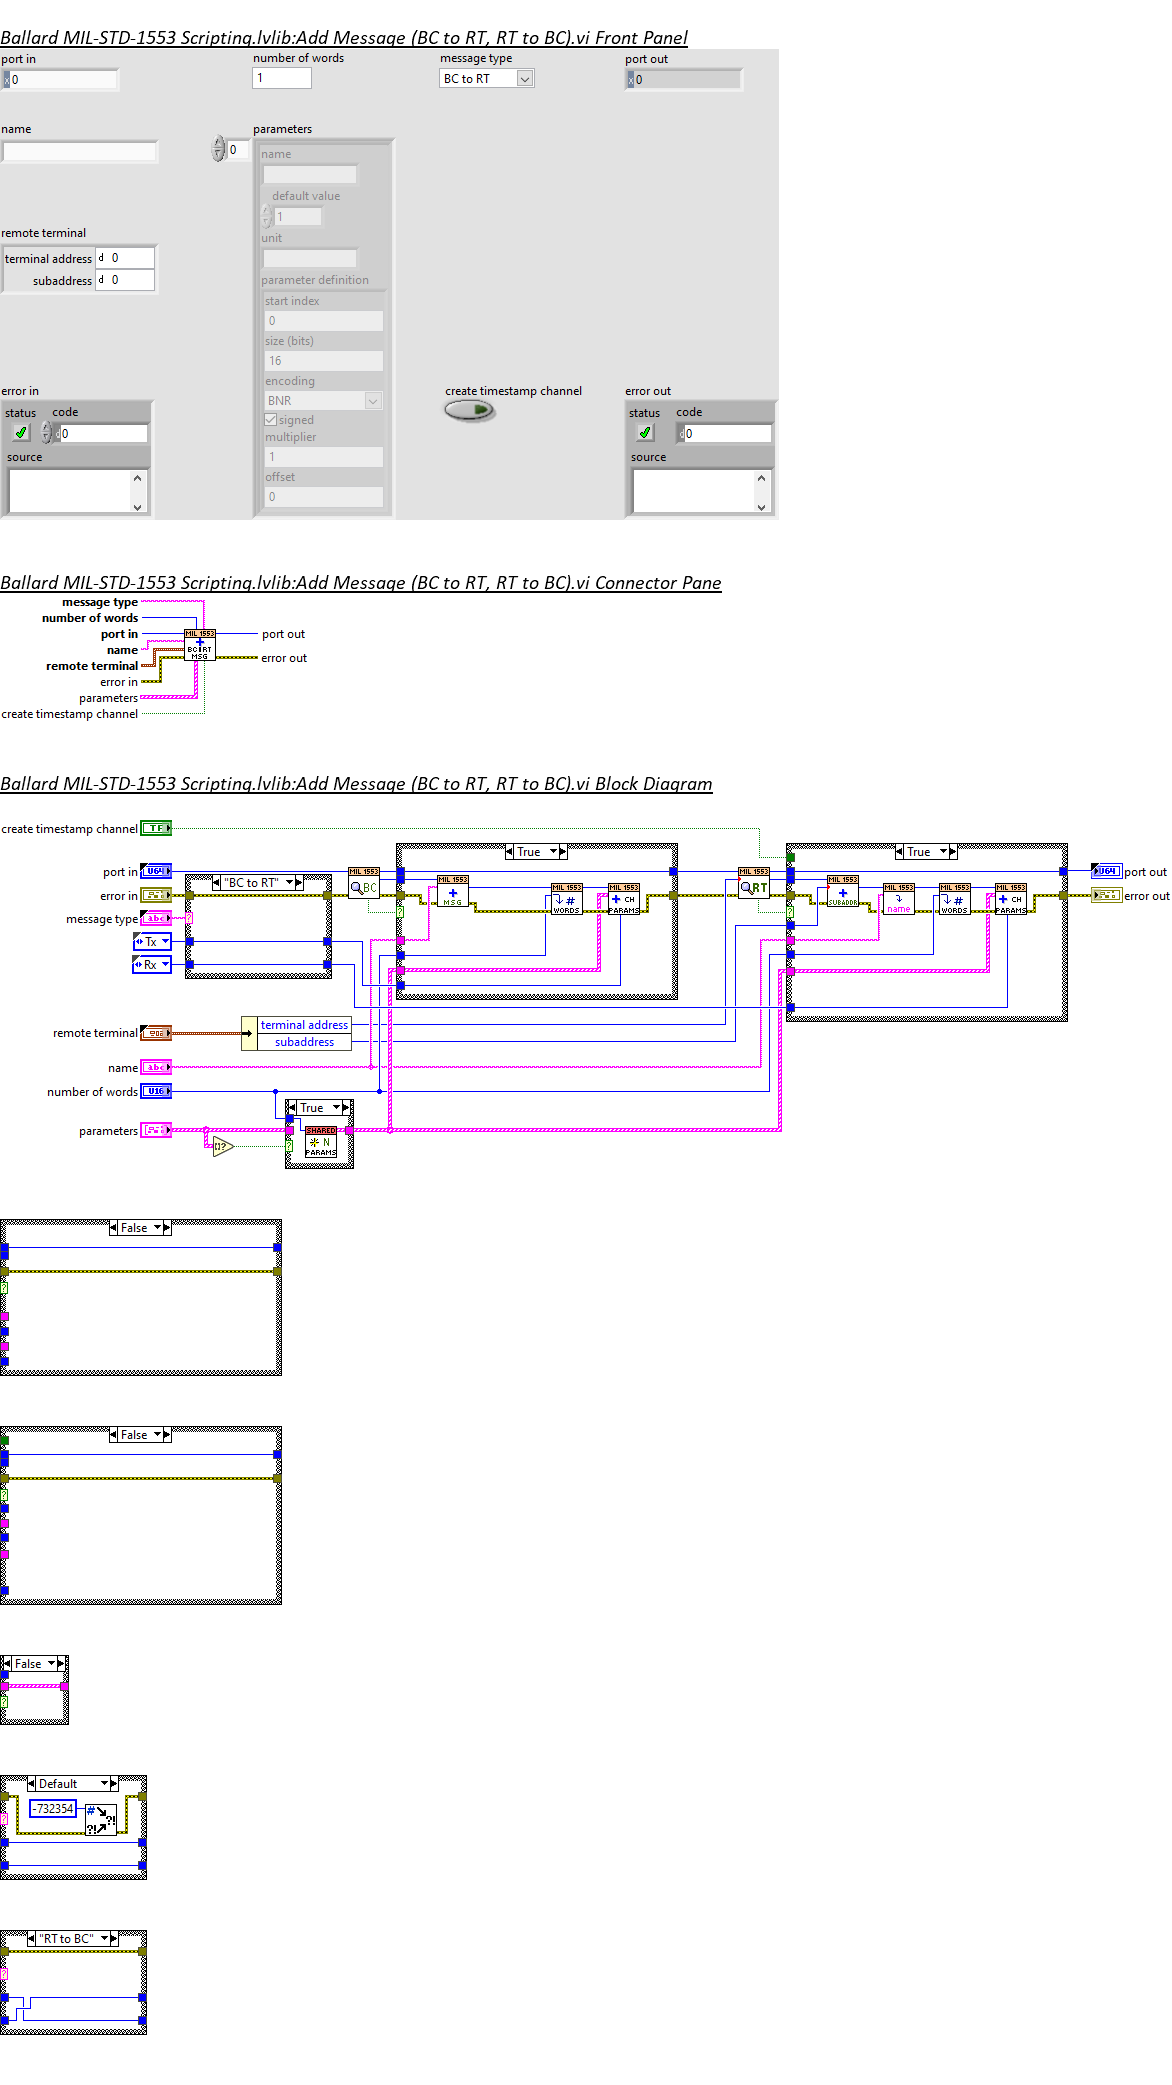 Ballard MIL-STD-1553 Scripting.lvlib:Add Message (BC to RT, RT to BC).vi Front Panel
port in
number of words
message type
port out
x 0
1
BC to RT
x 0
name
parameters
0
name
default value
1
remote terminal
unit
terminal address
d 0
subaddress
d 0
parameter definition
start index
0
size (bits)
16
error in
encoding
create timestamp channel
error out
status
code
BNR
status
code
d0
signed
d0
source
multiplier
source
1
offset
0
Ballard MIL-STD-1553 Scripting.lvlib:Add Message (BC to RT, RT to BC).vi Connector Pane
message type
number of words
port in
name
remote terminal
error in
parameters
create timestamp channel
MIL 1553
BC RT
MSG
port out
error out
Ballard MIL-STD-1553 Scripting.lvlib:Add Message (BC to RT, RT to BC).vi Block Diagram
create timestamp channel
TF
True
True
port in
U64
MIL 1553
BC
MIL 1553
RT
U64
port out
error in
"BC to RT"
MIL 1553
MSG
MIL 1553
#
WORDS
MIL 1553
CH
PARAMS
MIL 1553
SUBADDR
MIL 1553
name
MIL 1553
#
WORDS
MIL 1553
CH
PARAMS
error out
message type
abc
?
?
?
Tx
Rx
remote terminal
terminal address
subaddress
name
abc
number of words
U16
True
parameters
[]?
?
SHARED
N
PARAMS
False
?
False
?
False
?
Default
-732354
#
?!
?!
?
"RT to BC"
?